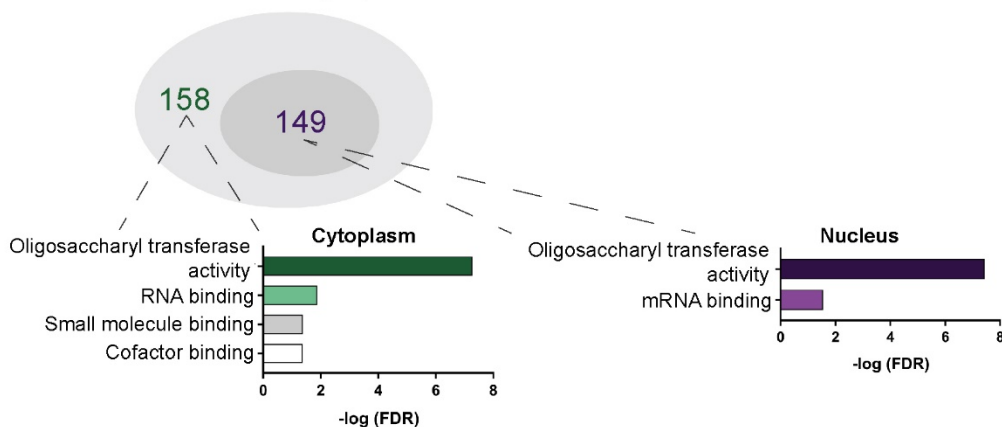 158
149
Cytoplasm
Oligosaccharyl transferase
activity
RNA binding
Small molecule binding
Cofactor binding
0 2 4 6 8
-log (FDR)
Nucleus
Oligosaccharyl transferase
activity
mRNA binding
0 2 4 6 8
-log (FDR)